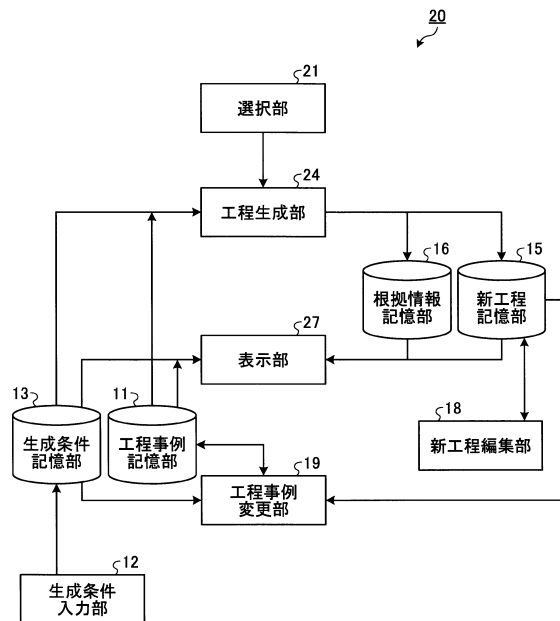 20
21
選択部
24
工程生成部
16
15
根拠情報
記憶部
新工程
記憶部
27
表示部
13
11
生成条件
記憶部
工程事例
記憶部
18
新工程編集部
19
工程事例
変更部
12
生成条件
入力部